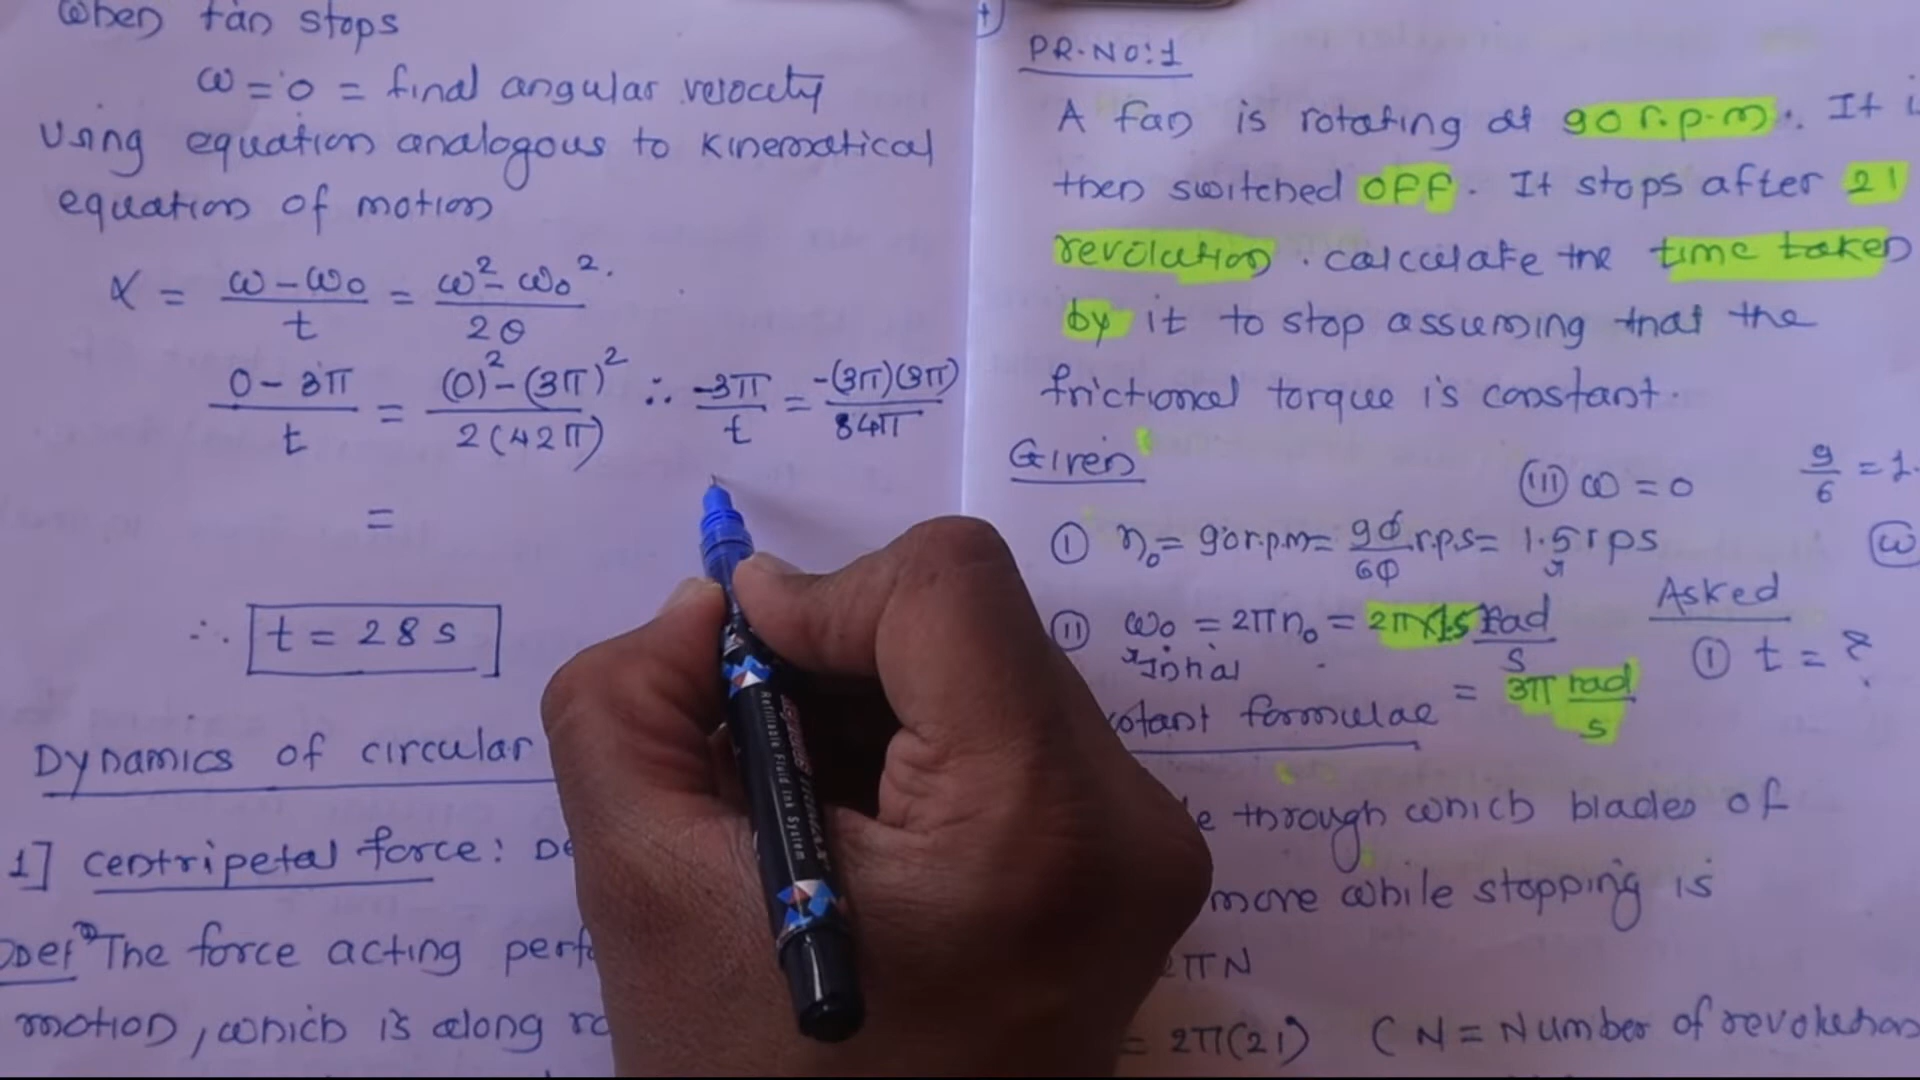 When fan stops
ω = 0 = final angular velocity
Using equation analogous to kinematical
equation of motion
α = ω - ω₀ / t = ω² - ω₀² / 2θ
0 - 3π / t = (0)² - (3π)² / 2(42π) ∴ -3π / t = -(3π)(3π) / 84π
=
∴ t = 28 s
Dynamics of circular
1] centripetal force:
Defⁿ The force acting
motion, which is along
PR.NO:1
A fan is rotating at 90 r.p.m. It
then switched OFF. It stops after 21
revolution. calculate the time taken
by it to stop assuming that the
frictional torque is constant.
Given
(III) ω = 0
9/6 = 1.
① n₀ = 90 r.p.m = 90/60 r.p.s = 1.5 rps
ω
(II) ω₀ = 2πn₀ = 2π×1.5 rad/s
Initial
= 3π rad/s
Asked
① t = ?
formulae
through which blades of
more while stopping is
2πN
= 2π(21) (N = Number of revolution